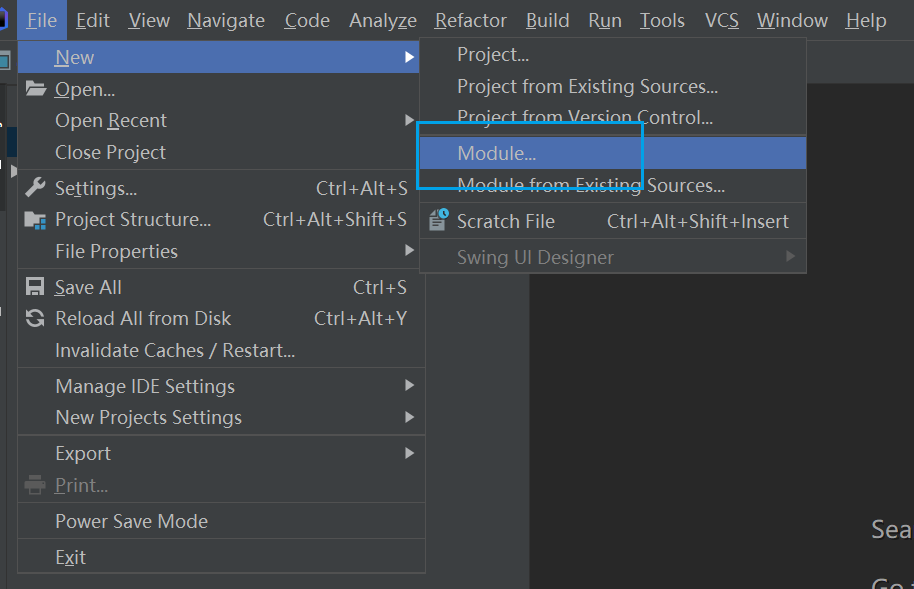 File Edit View Navigate Code Analyze Refactor Build Run Tools VCS Window Help
New
Open...
Open Recent
Close Project
Settings... Ctrl+Alt+S
Project Structure... Ctrl+Alt+Shift+S
File Properties
Save All Ctrl+S
Reload All from Disk Ctrl+Alt+Y
Invalidate Caches / Restart...
Manage IDE Settings
New Projects Settings
Export
Print...
Power Save Mode
Exit
Project...
Project from Existing Sources...
Project from Version Control...
Module...
Module from Existing Sources...
Scratch File Ctrl+Alt+Shift+Insert
Swing UI Designer
Sea